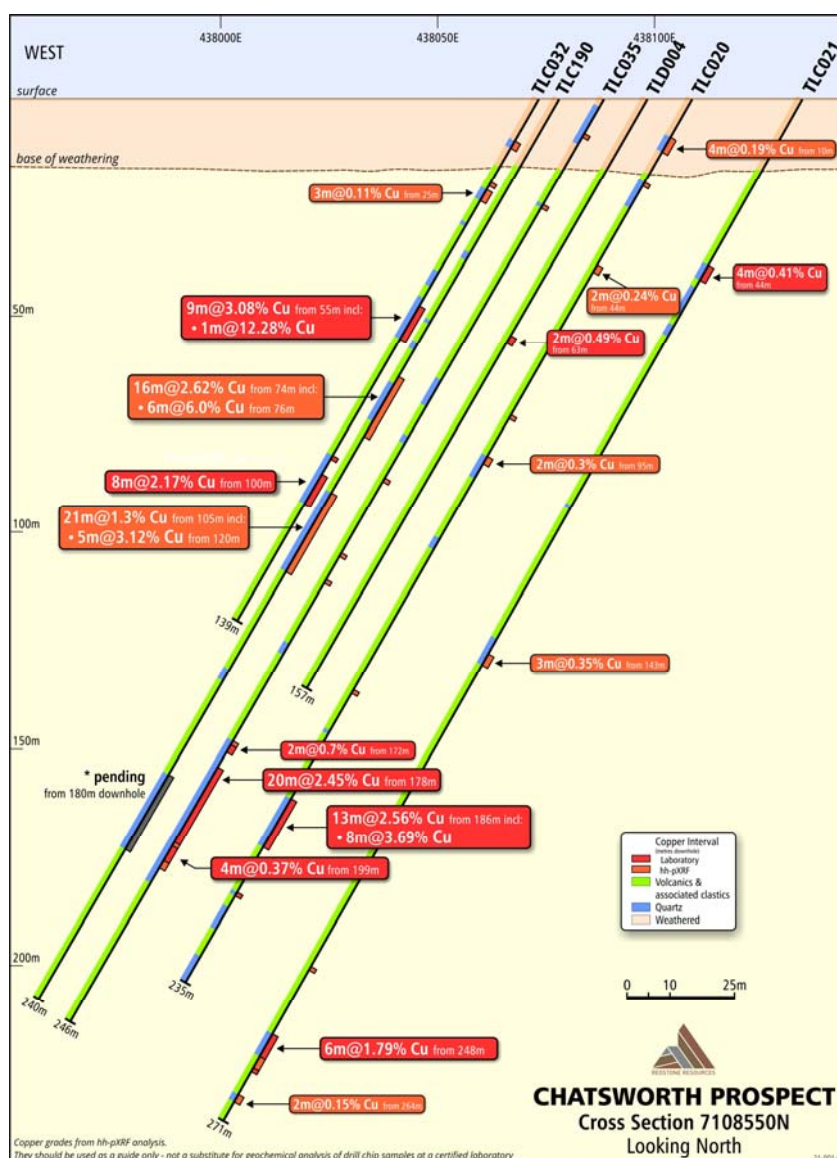 438000E
438050E
438100E
WEST
TLC032
TLC190
TLC035
TLD004
TLC020
TLC021
surface
base of weathering
4m@0.19% Cu from 10m
3m@0.11% Cu from 25m
4m@0.41% Cu
from 44m
2m@0.24% Cu
from 44m
50m
9m@3.08% Cu from 55m incl:
• 1m@12.28% Cu
2m@0.49% Cu
from 63m
16m@2.62% Cu from 74m incl:
• 6m@6.0% Cu from 76m
2m@0.3% Cu from 95m
8m@2.17% Cu from 100m
100m
21m@1.3% Cu from 105m incl:
• 5m@3.12% Cu from 120m
139m
157m
3m@0.35% Cu from 143m
150m
2m@0.7% Cu from 172m
* pending
from 180m downhole
20m@2.45% Cu from 178m
13m@2.56% Cu from 186m incl:
• 8m@3.69% Cu
4m@0.37% Cu from 199m
Copper Interval
(metres downhole)
Laboratory
hh-pXRF
Volcanics &
associated clastics
Quartz
Weathered
200m
235m
240m
246m
0 10 25m
6m@1.79% Cu from 248m
2m@0.15% Cu from 264m
271m
REDSTONE RESOURCES
CHATSWORTH PROSPECT
Cross Section 7108550N
Looking North
Copper grades from hh-pXRF analysis.
They should be used as a guide only - not a substitute for geochemical analysis of drill chip samples at a certified laboratory